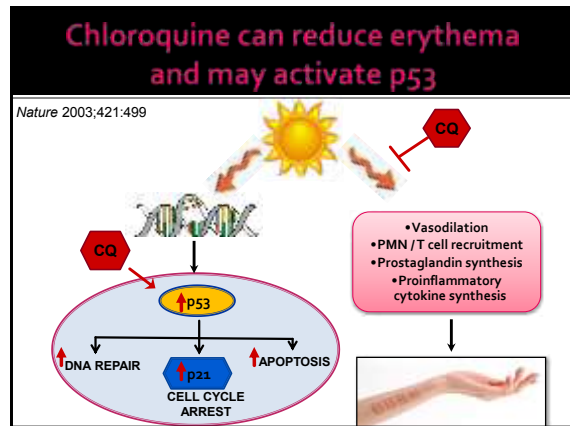 Chloroquine can reduce erythema
and may activate p53
Nature 2003;421:499
CQ
•Vasodilation
•PMN /T cell recruitment
•Prostaglandin synthesis
•Proinflammatory
cytokine synthesis
CQ
p53
DNA REPAIR
p21
APOPTOSIS
CELL CYCLE
ARREST